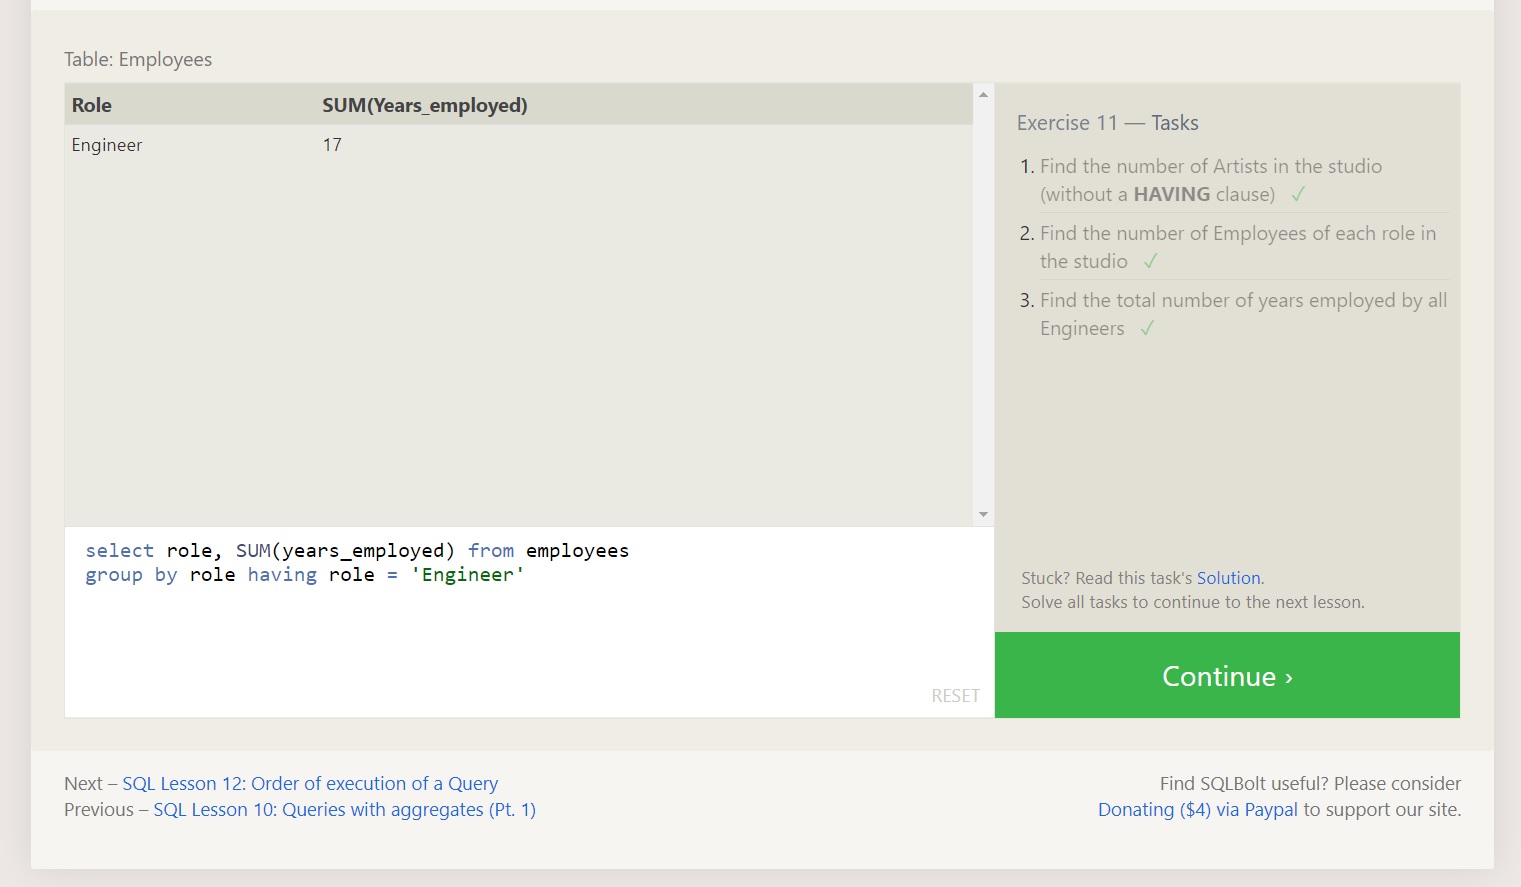 Table: Employees
Role SUM(Years_employed)
Engineer 17
select role, SUM(years_employed) from employees
group by role having role = 'Engineer'
RESET
Exercise 11 — Tasks
1. Find the number of Artists in the studio
(without a HAVING clause) ✓
2. Find the number of Employees of each role in
the studio ✓
3. Find the total number of years employed by all
Engineers ✓
Stuck? Read this task's Solution.
Solve all tasks to continue to the next lesson.
Continue ›
Next – SQL Lesson 12: Order of execution of a Query
Previous – SQL Lesson 10: Queries with aggregates (Pt. 1)
Find SQLBolt useful? Please consider
Donating ($4) via Paypal to support our site.